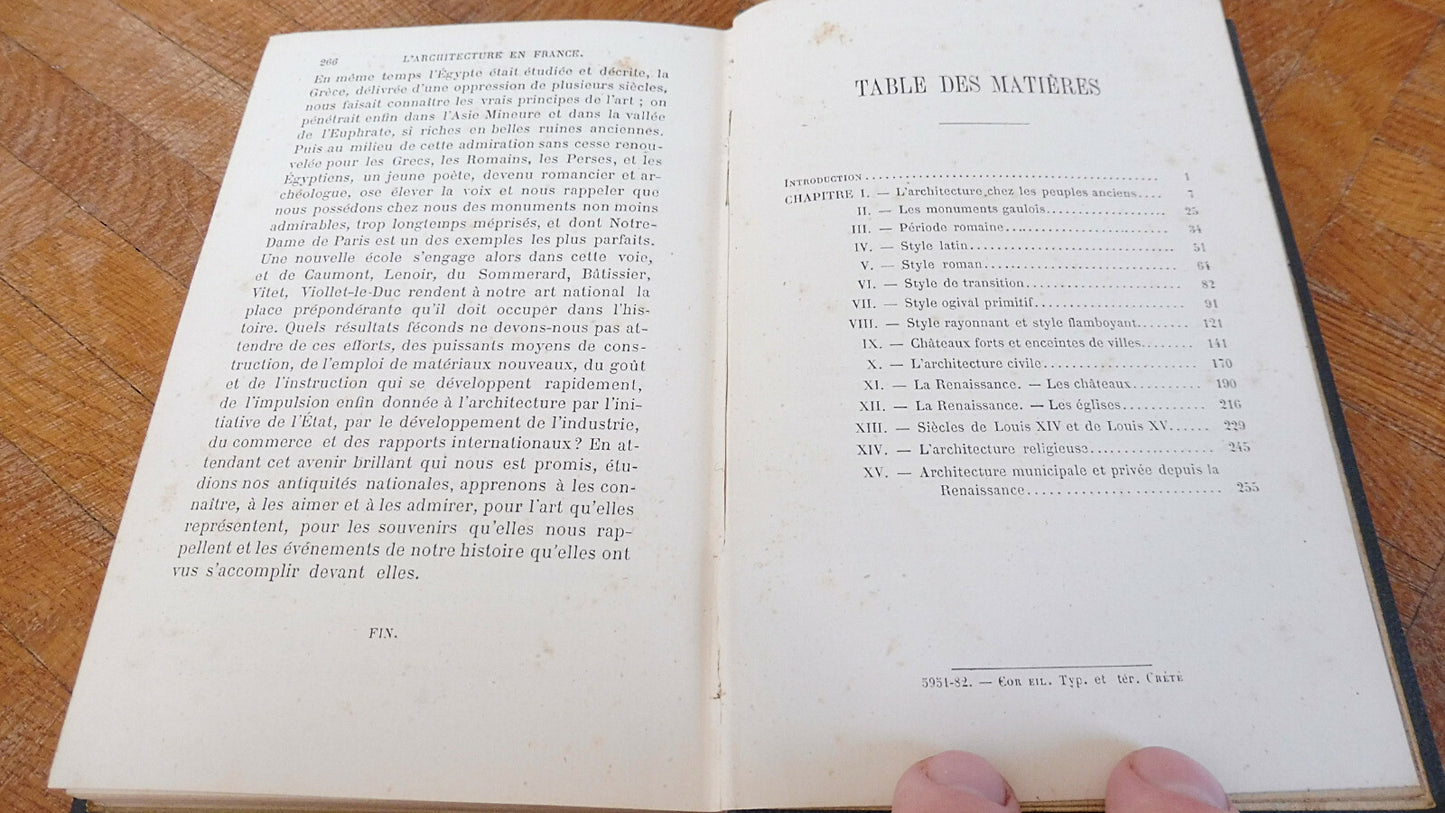 266 L'ARCHITECTURE EN FRANCE.
En même temps l'Égypte était étudiée et décrite, la
Grèce, délivrée d'une oppression de plusieurs siècles,
nous faisait connaître les vrais principes de l'art ; on
pénétrait enfin dans l'Asie Mineure et dans la vallée
de l'Euphrate, si riches en belles ruines anciennes.
Puis au milieu de cette admiration sans cesse renou-
velée pour les Grecs, les Romains, les Perses, et les
Égyptiens, un jeune poète, devenu romancier et ar-
chéologue, ose élever la voix et nous rappeler que
nous possédons chez nous des monuments non moins
admirables, trop longtemps méprisés, et dont Notre-
Dame de Paris est un des exemples les plus parfaits.
Une nouvelle école s'engage alors dans cette voie,
et de Caumont, Lenoir, du Sommerard, Bâtissier,
Vitet, Viollet-le-Duc rendent à notre art national la
place prépondérante qu'il doit occuper dans l'his-
toire. Quels résultats féconds ne devons-nous pas at-
tendre de ces efforts, des puissants moyens de cons-
truction, de l'emploi de matériaux nouveaux, du goût
et de l'instruction qui se développent rapidement,
de l'impulsion enfin donnée à l'architecture par l'ini-
tiative de l'État, par le développement de l'industrie,
du commerce et des rapports internationaux? En at-
tendant cet avenir brillant qui nous est promis, étu-
dions nos antiquités nationales, apprenons à les con-
naître, à les aimer et à les admirer, pour l'art qu'elles
représentent, pour les souvenirs qu'elles nous rap-
pellent et les événements de notre histoire qu'elles ont
vus s'accomplir devant elles.
FIN.
TABLE DES MATIÈRES
INTRODUCTION.......... 1
CHAPITRE I. — L'architecture chez les peuples anciens.... 7
II. — Les monuments gaulois.......... 25
III. — Période romaine.......... 34
IV. — Style latin.......... 51
V. — Style roman.......... 64
VI. — Style de transition.......... 82
VII. — Style ogival primitif.......... 91
VIII. — Style rayonnant et style flamboyant........ 121
IX. — Châteaux forts et enceintes de villes........ 141
X. — L'architecture civile.......... 170
XI. — La Renaissance. — Les châteaux.......... 190
XII. — La Renaissance. — Les églises.......... 216
XIII. — Siècles de Louis XIV et de Louis XV...... 229
XIV. — L'architecture religieuse.......... 245
XV. — Architecture municipale et privée depuis la
Renaissance.......... 255
5951-82. — COR EIL. Typ. et tér. CRÉTÉ